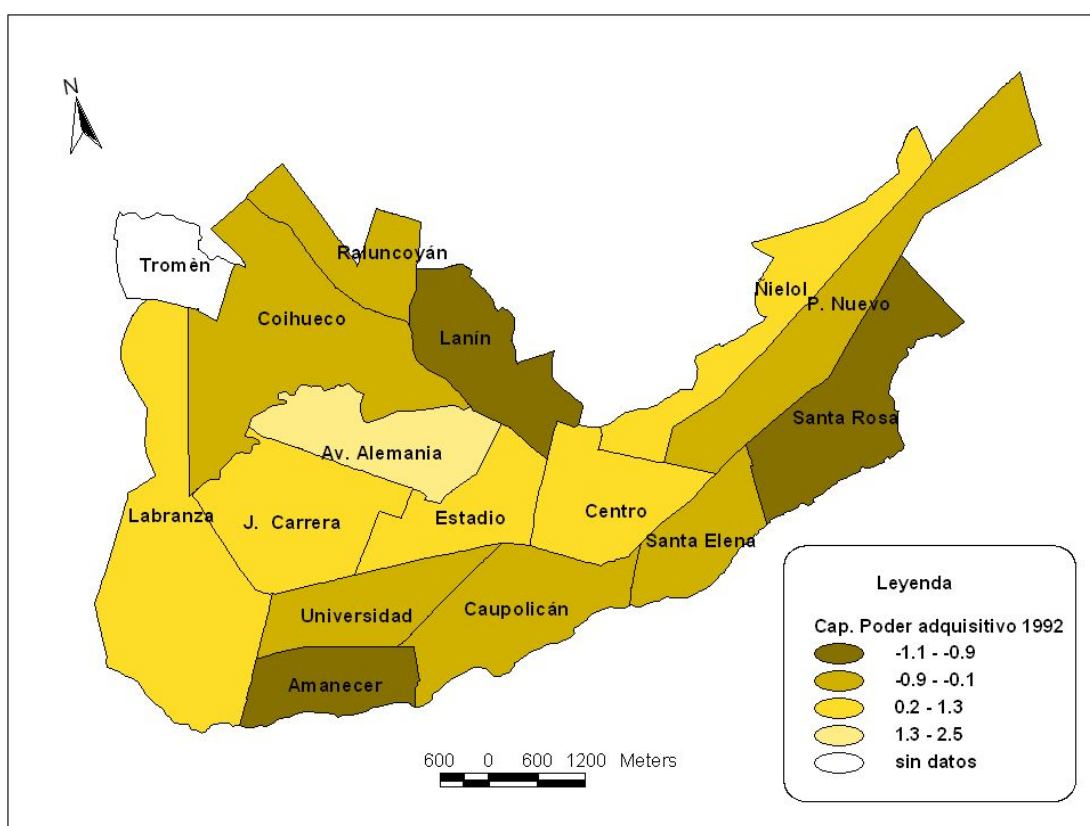 N
Tromèn
Raluncoyán
Ñielol
P. Nuevo
Coihueco
Lanín
Santa Rosa
Av. Alemania
Labranza
J. Carrera
Estadio
Centro
Santa Elena
Universidad
Caupolicán
Amanecer
Leyenda
Cap. Poder adquisitivo 1992
-1.1 - -0.9
-0.9 - -0.1
0.2 - 1.3
1.3 - 2.5
sin datos
600 0 600 1200 Meters